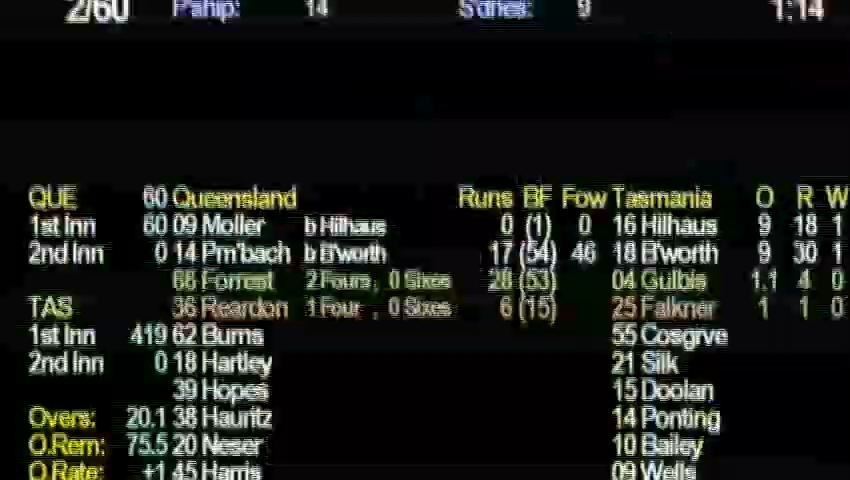 2/60 P'ship: 14 S'dries: 9 1:14
QUE 60 Queensland Runs BF Fow Tasmania O R W
1st Inn 60 09 Moller b Hilhaus 0 (1) 0 16 Hilhaus 9 18 1
2nd Inn 0 14 Pm'bach b B'worth 17 (54) 46 18 B'worth 9 30 1
66 Forrest 2 Fours, 0 Sixes 28 (53) 04 Gulbis 1.1 4 0
TAS 36 Reardon 1 Four , 0 Sixes 6 (15) 25 Falkner 1 1 0
1st Inn 419 62 Burns 55 Cosgrve
2nd Inn 0 18 Hartley 21 Silk
39 Hopes 15 Doolan
Overs: 20.1 38 Hauritz 14 Ponting
O.Rem: 75.5 20 Neser 10 Bailey
O.Rate: +1 45 Harris 09 Wells